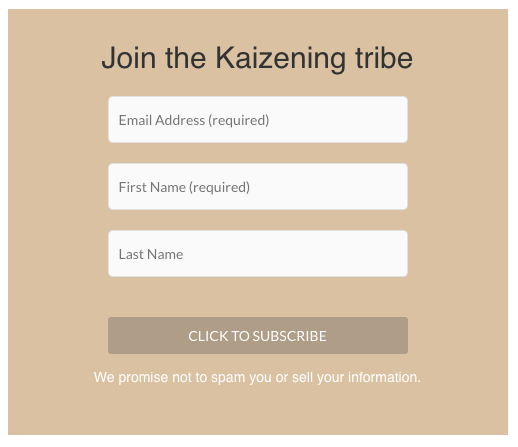 Join the Kaizening tribe
Email Address (required)
First Name (required)
Last Name
CLICK TO SUBSCRIBE
We promise not to spam you or sell your information.